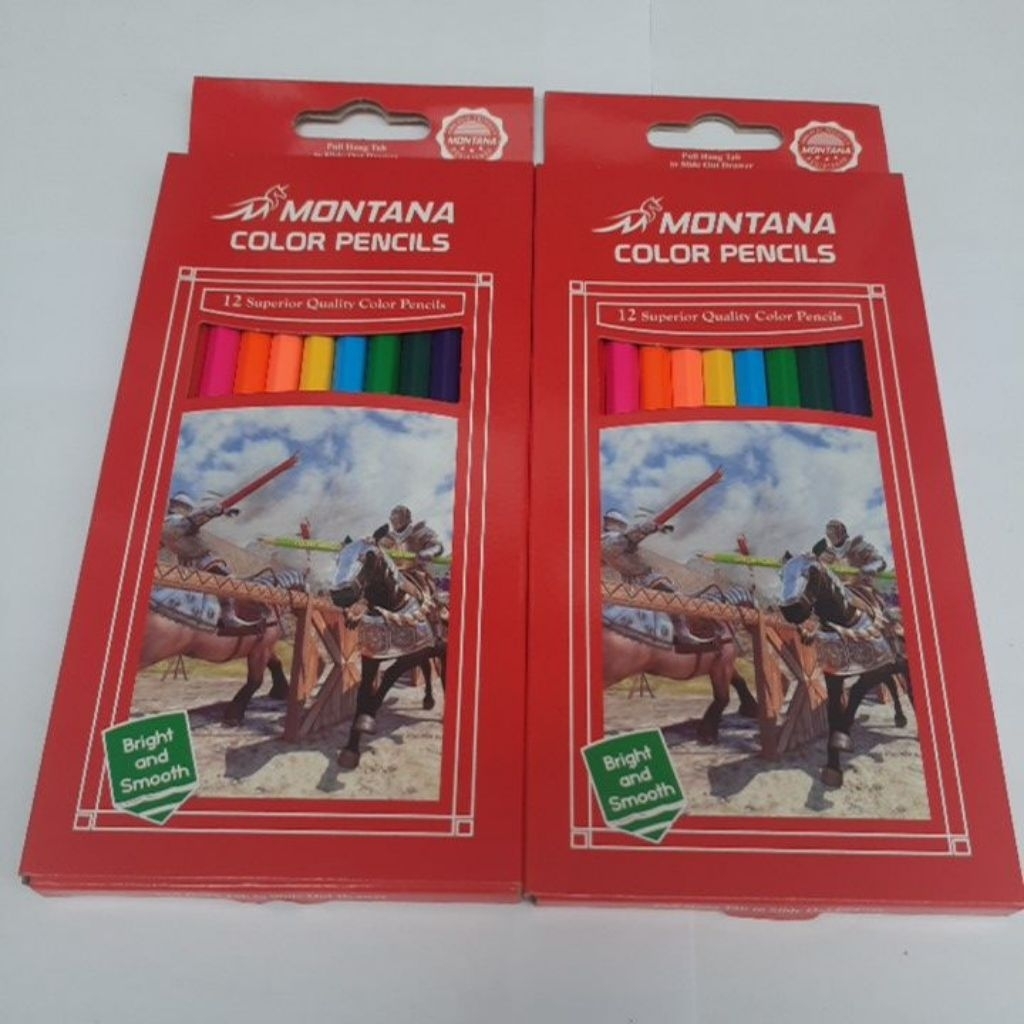 Pull Hang Tab
to Slide Out Drawer
MONTANA
MONTANA
COLOR PENCILS
12 Superior Quality Color Pencils
Bright
and
Smooth
Pull Hang Tab
to Slide Out Drawer
MONTANA
MONTANA
COLOR PENCILS
12 Superior Quality Color Pencils
Bright
and
Smooth